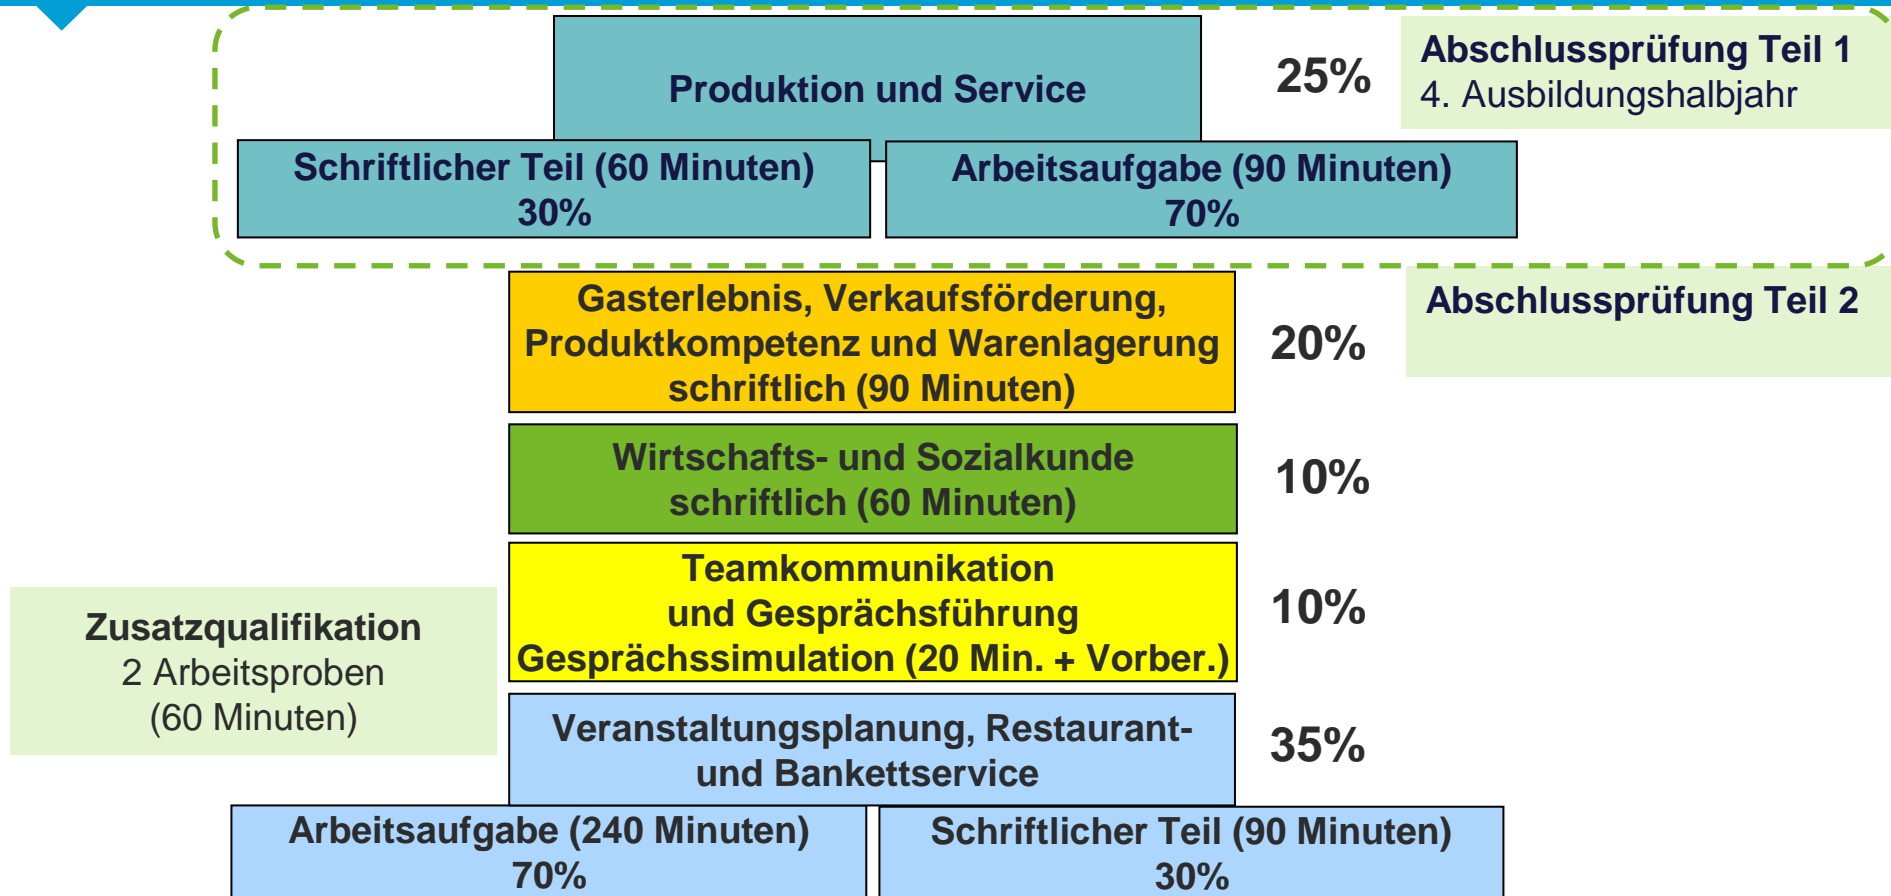 Produktion und Service
25%
Abschlussprüfung Teil 1
4. Ausbildungshalbjahr
Schriftlicher Teil (60 Minuten)
30%
Arbeitsaufgabe (90 Minuten)
70%
Gasterlebnis, Verkaufsförderung,
Produktkompetenz und Warenlagerung
schriftlich (90 Minuten)
20%
Abschlussprüfung Teil 2
Wirtschafts- und Sozialkunde
schriftlich (60 Minuten)
10%
Teamkommunikation
und Gesprächsführung
Gesprächssimulation (20 Min. + Vorber.)
10%
Zusatzqualifikation
2 Arbeitsproben
(60 Minuten)
Veranstaltungsplanung, Restaurant-
und Bankettservice
35%
Arbeitsaufgabe (240 Minuten)
70%
Schriftlicher Teil (90 Minuten)
30%